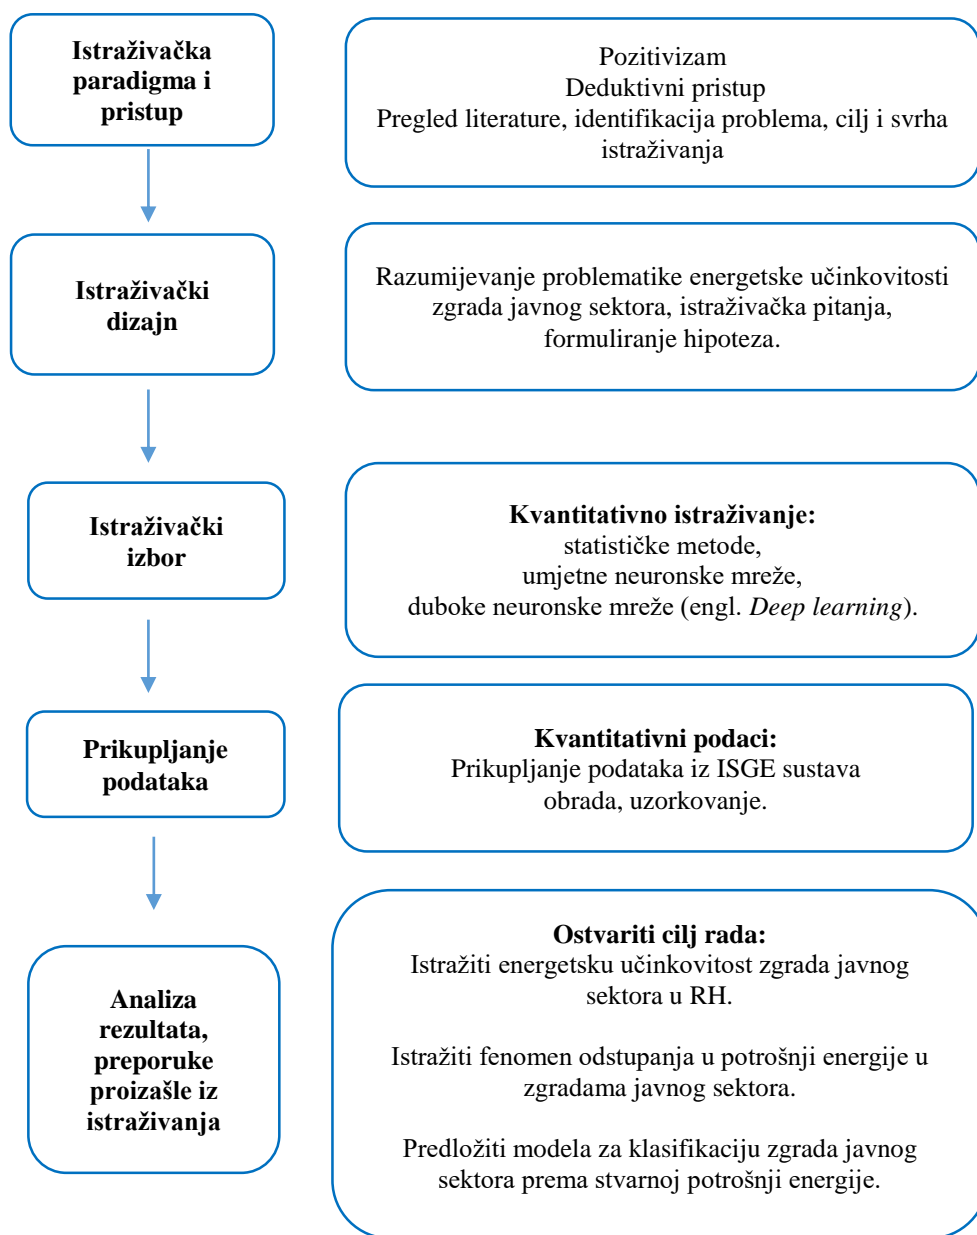 Istraživačka
paradigma i
pristup
Pozitivizam
Deduktivni pristup
Pregled literature, identifikacija problema, cilj i svrha
istraživanja
Istraživački
dizajn
Razumijevanje problematike energetske učinkovitosti
zgrada javnog sektora, istraživačka pitanja,
formuliranje hipoteza.
Istraživački
izbor
Kvantitativno istraživanje:
statističke metode,
umjetne neuronske mreže,
duboke neuronske mreže (engl. Deep learning).
Prikupljanje
podataka
Kvantitativni podaci:
Prikupljanje podataka iz ISGE sustava
obrada, uzorkovanje.
Analiza
rezultata,
preporuke
proizašle iz
istraživanja
Ostvariti cilj rada:
Istražiti energetsku učinkovitost zgrada javnog
sektora u RH.
Istražiti fenomen odstupanja u potrošnji energije u
zgradama javnog sektora.
Predložiti modela za klasifikaciju zgrada javnog
sektora prema stvarnoj potrošnji energije.